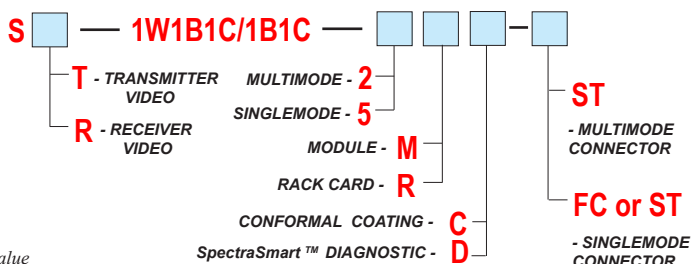 S — 1W1B1C/1B1C — -
T - TRANSMITTER
VIDEO
R - RECEIVER
VIDEO
MULTIMODE - 2
SINGLEMODE - 5
MODULE - M
RACK CARD - R
CONFORMAL COATING - C
SpectraSmart ™ DIAGNOSTIC - D
ST
- MULTIMODE
CONNECTOR
FC or ST
- SINGLEMODE
CONNECTOR
alue